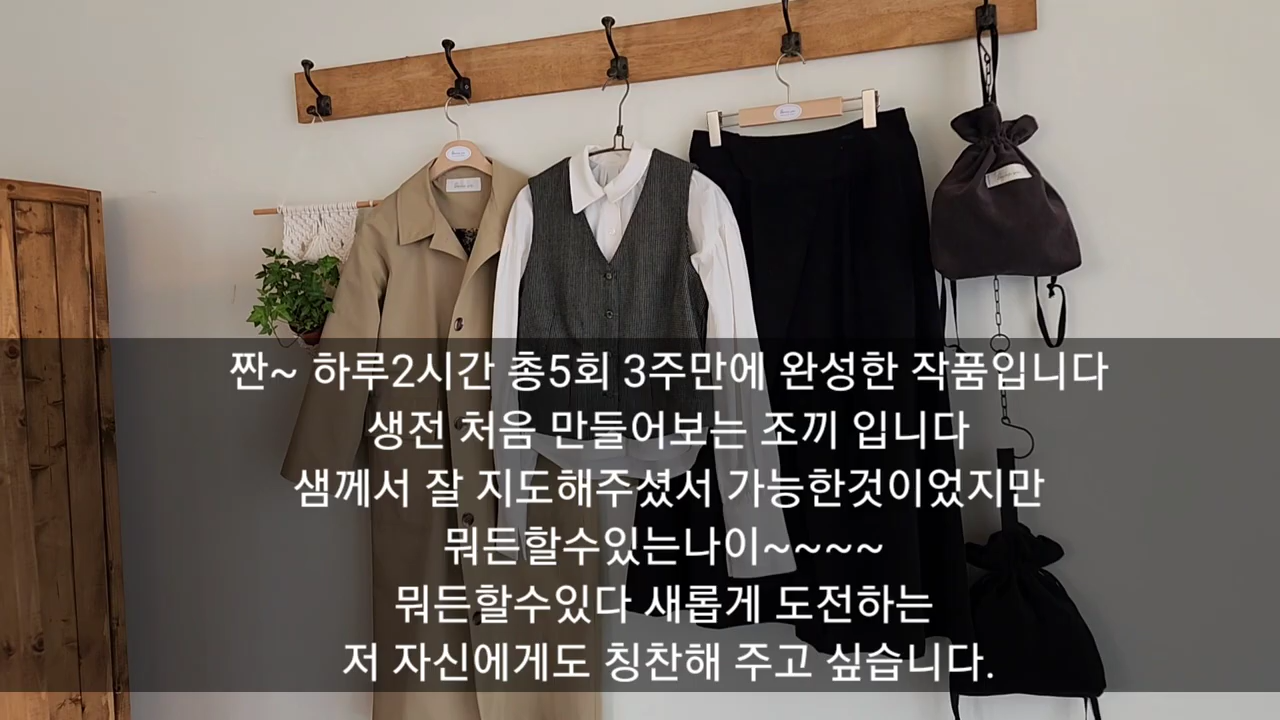 짠~ 하루2시간 총5회 3주만에 완성한 작품입니다
생전 처음 만들어보는 조끼 입니다
샘께서 잘 지도해주셨서 가능한것이었지만
뭐든할수있는나이~~~~
뭐든할수있다 새롭게 도전하는
저 자신에게도 칭찬해 주고 싶습니다.